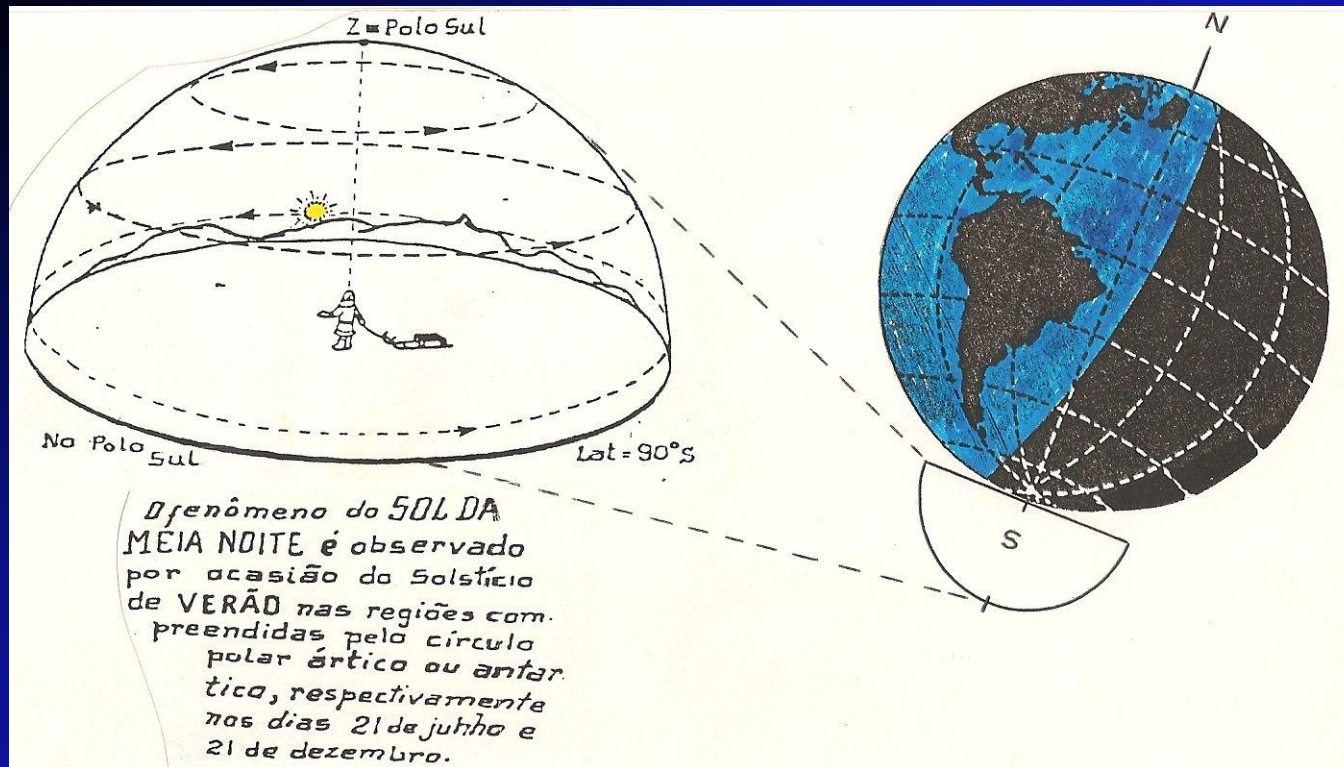 Z = Polo Sul
N
No Polo
Sul
Lat = 90°S
S
O fenômeno do SOL DA
MEIA NOITE é observado
por ocasião do Solstício
de VERÃO nas regiões com-
preendidas pelo círculo
polar ártico ou antar
tico, respectivamente
nos dias 21 de juhho e
21 de dezembro.